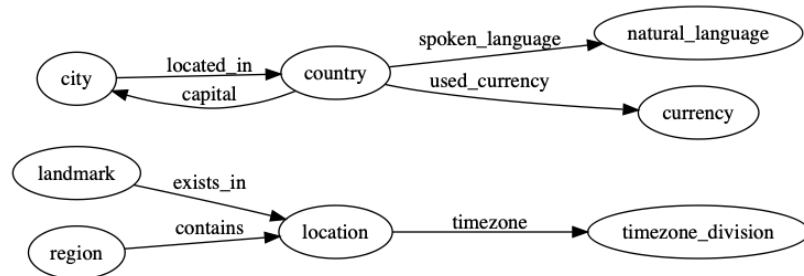 city
located_in
capital
country
spoken_language
used_currency
natural_language
currency
landmark
exists_in
region
contains
location
timezone
timezone_division